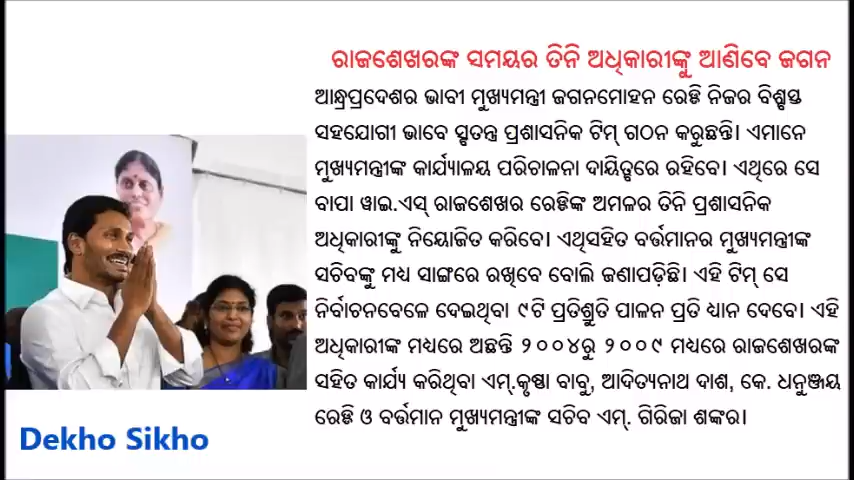 ରାଜଶେଖରଙ୍କ ସମୟର ତିନି ଅଧିକାରୀଙ୍କୁ ଆଣିବେ ଜଗନ
ଆନ୍ଧ୍ରପ୍ରଦେଶର ଭାବୀ ମୁଖ୍ୟମନ୍ତ୍ରୀ ଜଗନମୋହନ ରେଡ୍ଡି ନିଜର ବିଶ୍ବସ୍ତ
ସହଯୋଗୀ ଭାବେ ସ୍ବତନ୍ତ୍ର ପ୍ରଶାସନିକ ଟିମ୍ ଗଠନ କରୁଛନ୍ତି। ଏମାନେ
ମୁଖ୍ୟମନ୍ତ୍ରୀଙ୍କ କାର୍ଯ୍ୟାଳୟ ପରିଚାଳନା ଦାୟିତ୍ବରେ ରହିବେ। ଏଥିରେ ସେ
ବାପା ୱାଇ.ଏସ୍ ରାଜଶେଖର ରେଡ୍ଡିଙ୍କ ଅମଳର ତିନି ପ୍ରଶାସନିକ
ଅଧିକାରୀଙ୍କୁ ନିୟୋଜିତ କରିବେ। ଏଥିସହିତ ବର୍ତ୍ତମାନର ମୁଖ୍ୟମନ୍ତ୍ରୀଙ୍କ
ସଚିବଙ୍କୁ ମଧ୍ୟ ସାଙ୍ଗରେ ରଖିବେ ବୋଲି ଜଣାପଡ଼ିଛି। ଏହି ଟିମ୍ ସେ
ନିର୍ବାଚନବେଳେ ଦେଇଥିବା ୯ଟି ପ୍ରତିଶ୍ରୁତି ପାଳନ ପ୍ରତି ଧ୍ୟାନ ଦେବେ। ଏହି
ଅଧିକାରୀଙ୍କ ମଧ୍ୟରେ ଅଛନ୍ତି ୨୦୦୪ରୁ ୨୦୦୯ ମଧ୍ୟରେ ରାଜଶେଖରଙ୍କ
ସହିତ କାର୍ଯ୍ୟ କରିଥିବା ଏମ୍.କୃଷ୍ଣା ବାବୁ, ଆଦିତ୍ୟନାଥ ଦାଶ, କେ. ଧନୁଞ୍ଜୟ
ରେଡ୍ଡି ଓ ବର୍ତ୍ତମାନ ମୁଖ୍ୟମନ୍ତ୍ରୀଙ୍କ ସଚିବ ଏମ୍. ଗିରିଜା ଶଙ୍କର।
Dekho Sikho